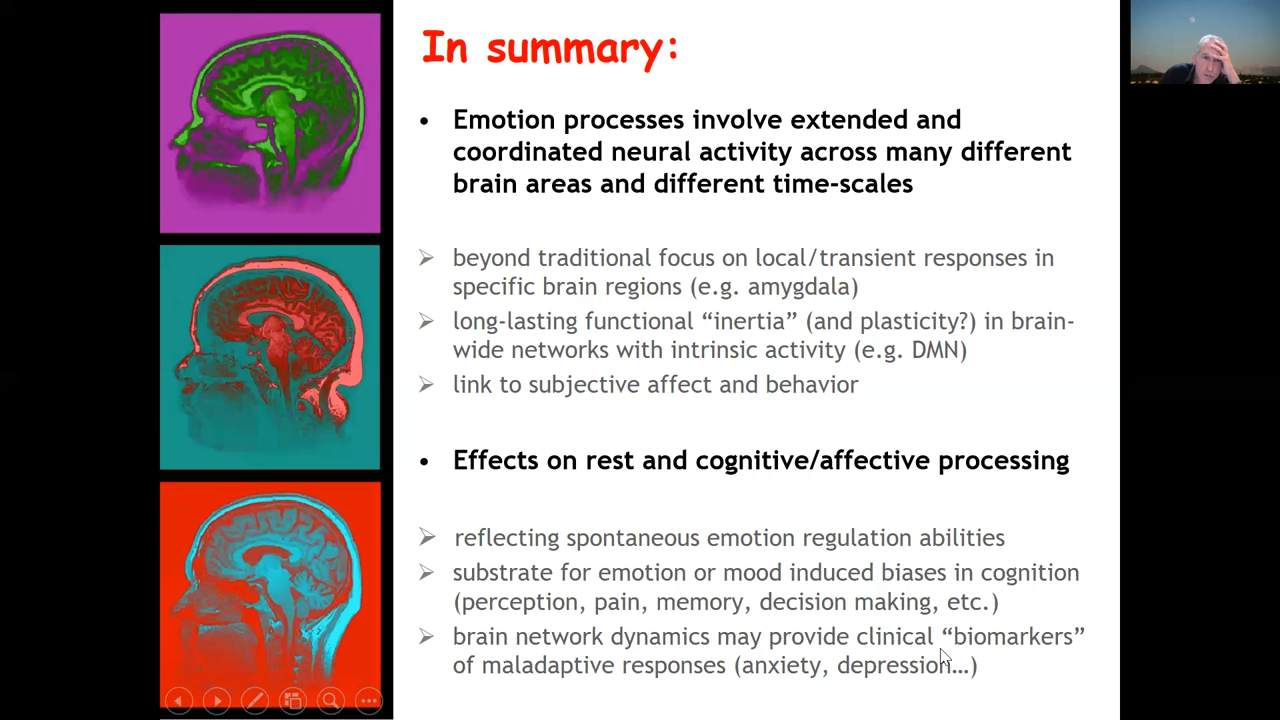 In summary:
• Emotion processes involve extended and
coordinated neural activity across many different
brain areas and different time-scales
➢ beyond traditional focus on local/transient responses in
specific brain regions (e.g. amygdala)
➢ long-lasting functional “inertia” (and plasticity?) in brain-
wide networks with intrinsic activity (e.g. DMN)
➢ link to subjective affect and behavior
• Effects on rest and cognitive/affective processing
➢ reflecting spontaneous emotion regulation abilities
➢ substrate for emotion or mood induced biases in cognition
(perception, pain, memory, decision making, etc.)
➢ brain network dynamics may provide clinical “biomarkers”
of maladaptive responses (anxiety, depression…)